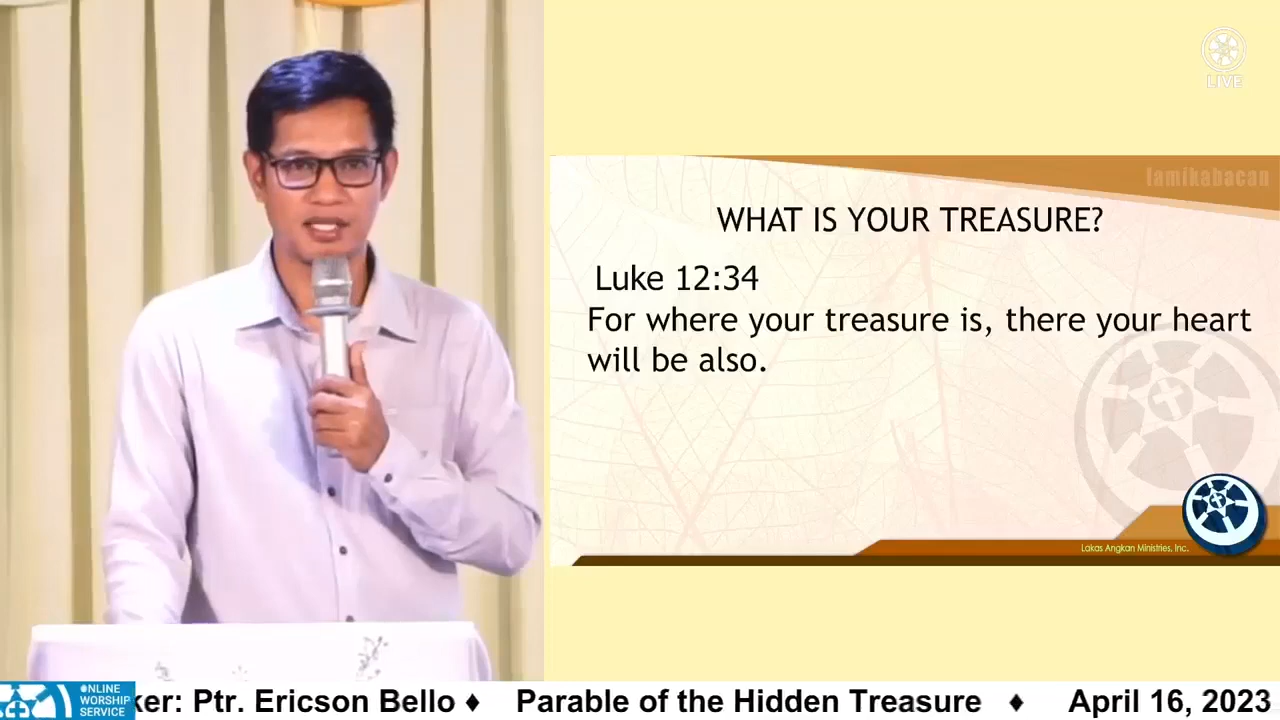 LIVE
lamikabacan
WHAT IS YOUR TREASURE?
Luke 12:34
For where your treasure is, there your heart
will be also.
Lakas Angkan Ministries, Inc.
ONLINE
WORSHIP
SERVICE
ker: Ptr. Ericson Bello ♦ Parable of the Hidden Treasure ♦ April 16, 2023